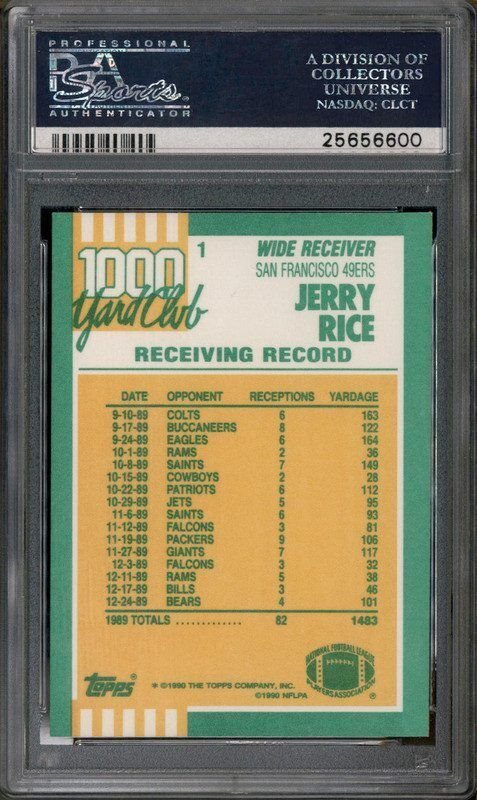 PROFESSIONAL
PSA
Sports
AUTHENTICATOR
A DIVISION OF
COLLECTORS
UNIVERSE
NASDAQ: CLCT
25656600
1000
Yard Club
1
WIDE RECEIVER
SAN FRANCISCO 49ERS
JERRY
RICE
RECEIVING RECORD
DATE OPPONENT RECEPTIONS YARDAGE
9-10-89 COLTS 6 163
9-17-89 BUCCANEERS 8 122
9-24-89 EAGLES 6 164
10-1-89 RAMS 2 36
10-8-89 SAINTS 7 149
10-15-89 COWBOYS 2 28
10-22-89 PATRIOTS 6 112
10-29-89 JETS 5 95
11-6-89 SAINTS 6 93
11-12-89 FALCONS 3 81
11-19-89 PACKERS 9 106
11-27-89 GIANTS 7 117
12-3-89 FALCONS 3 32
12-11-89 RAMS 5 38
12-17-89 BILLS 3 46
12-24-89 BEARS 4 101
1989 TOTALS .............. 82 1483
NATIONAL FOOTBALL LEAGUE
PLAYERS ASSOCIATION
®
Topps®
* ©1990 THE TOPPS COMPANY, INC.
©1990 NFLPA